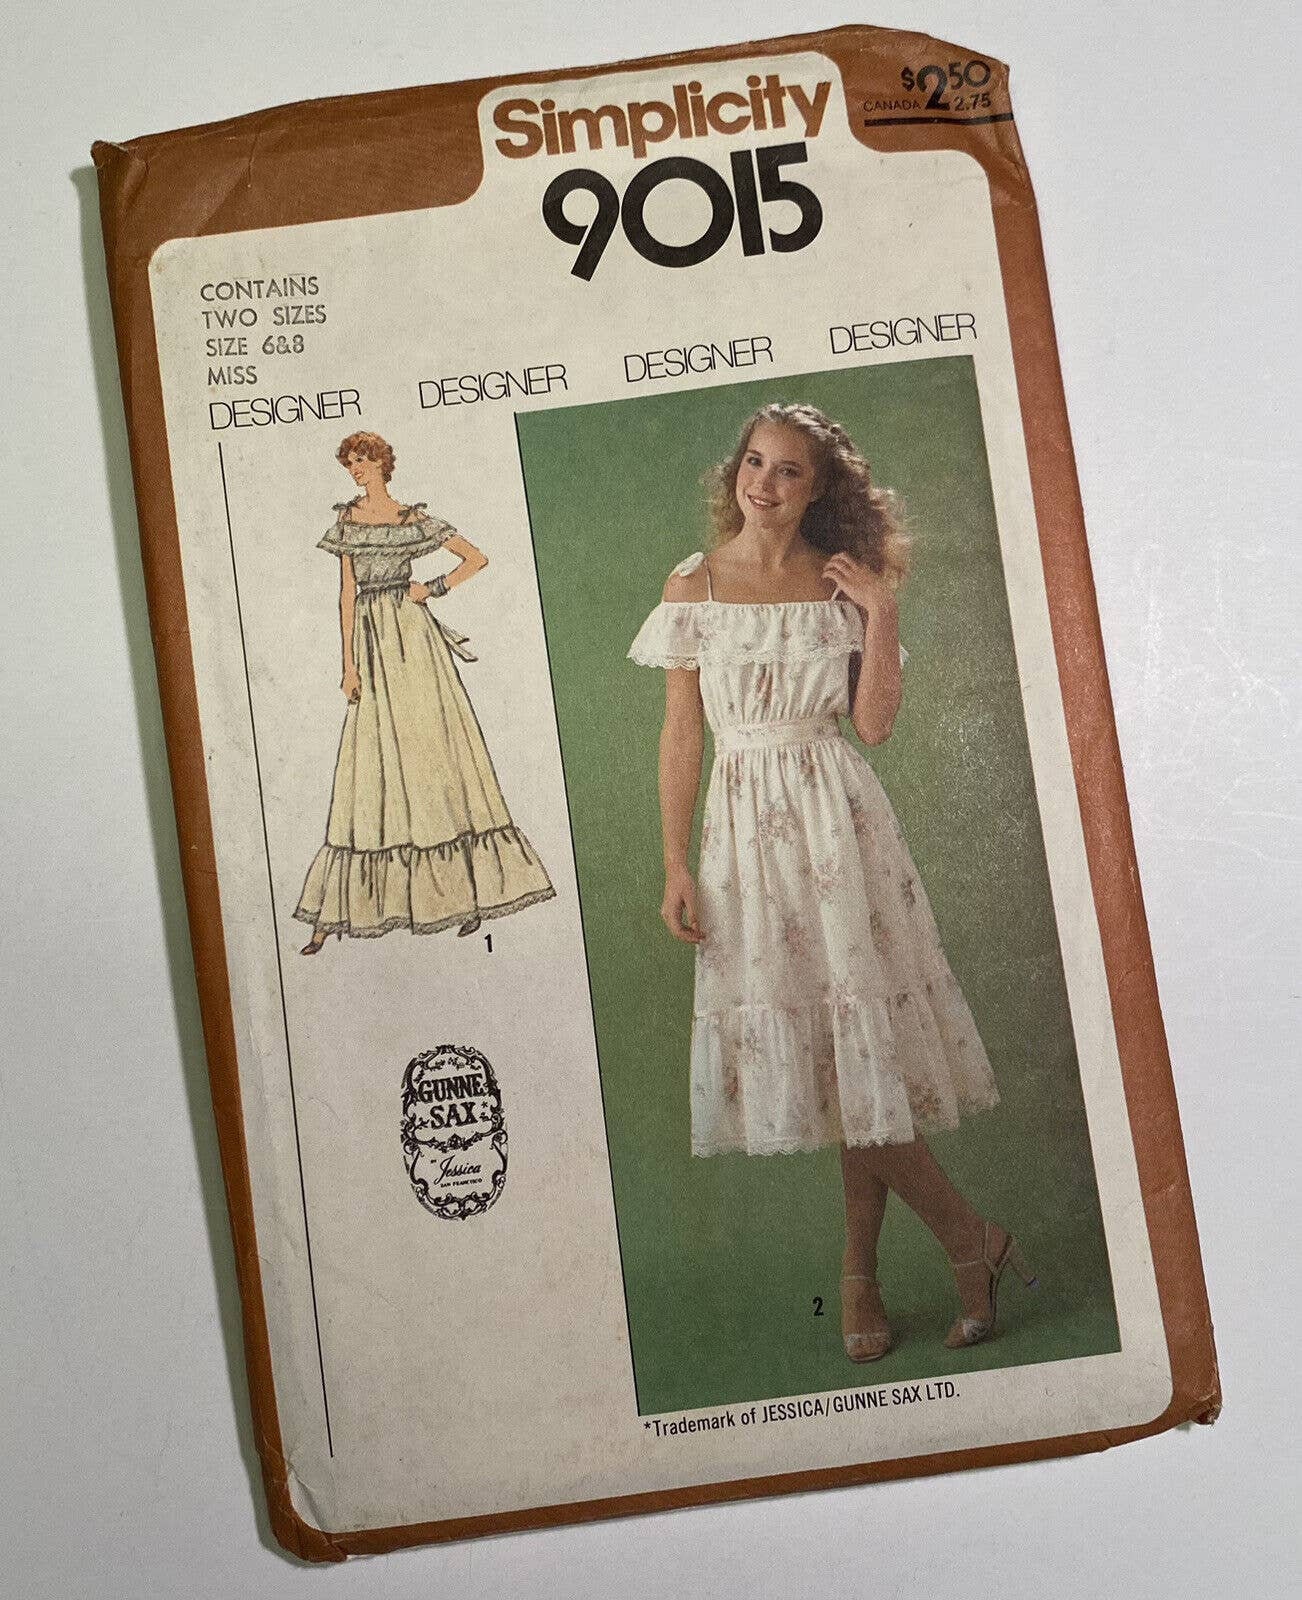 Simplicity
9015
$2.50
CANADA 2.75
CONTAINS
TWO SIZES
SIZE 6&8
MISS
DESIGNER DESIGNER DESIGNER DESIGNER
1
GUNNE
SAX*
BY
Jessica
SAN FRANCISCO
2
*Trademark of JESSICA/GUNNE SAX LTD.